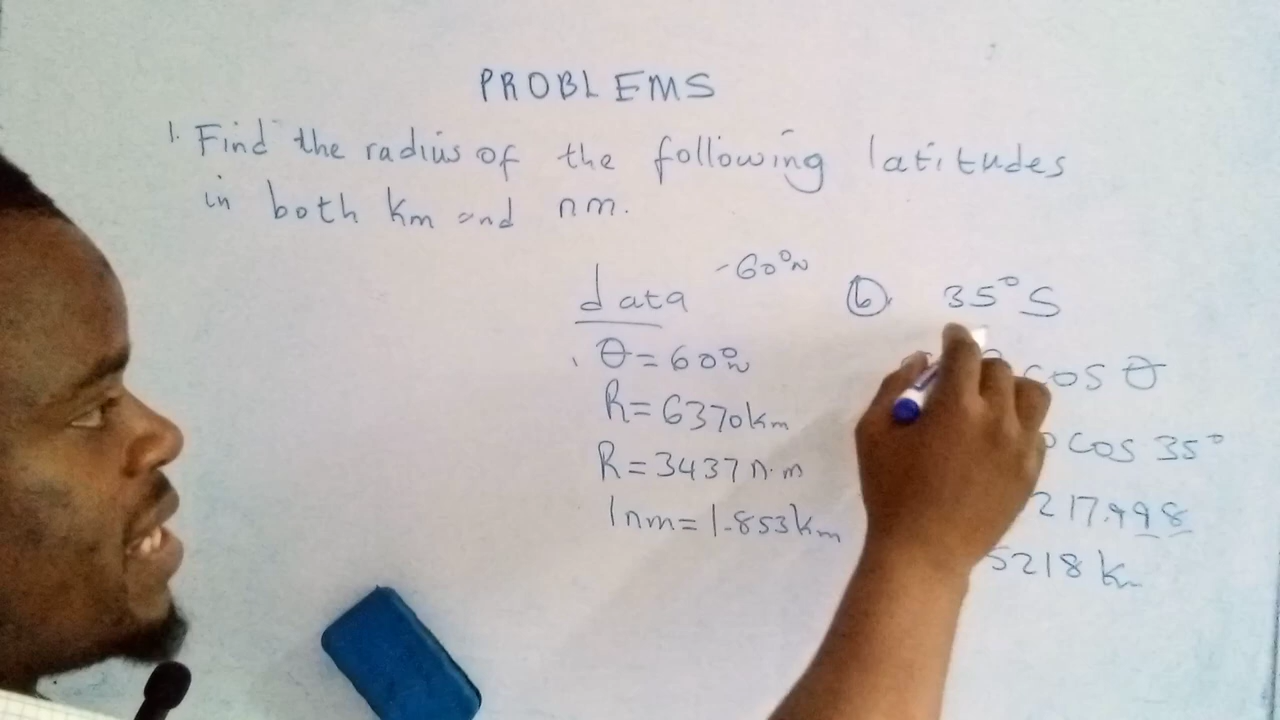 PROBLEMS
1. Find the radius of the following latitudes
in both km and nm.
data -60°N
θ=60°N
R=6370km
R=3437n.m
1nm=1.853km
(b). 35°S
cos θ
cos 35°
217.998
5218 km